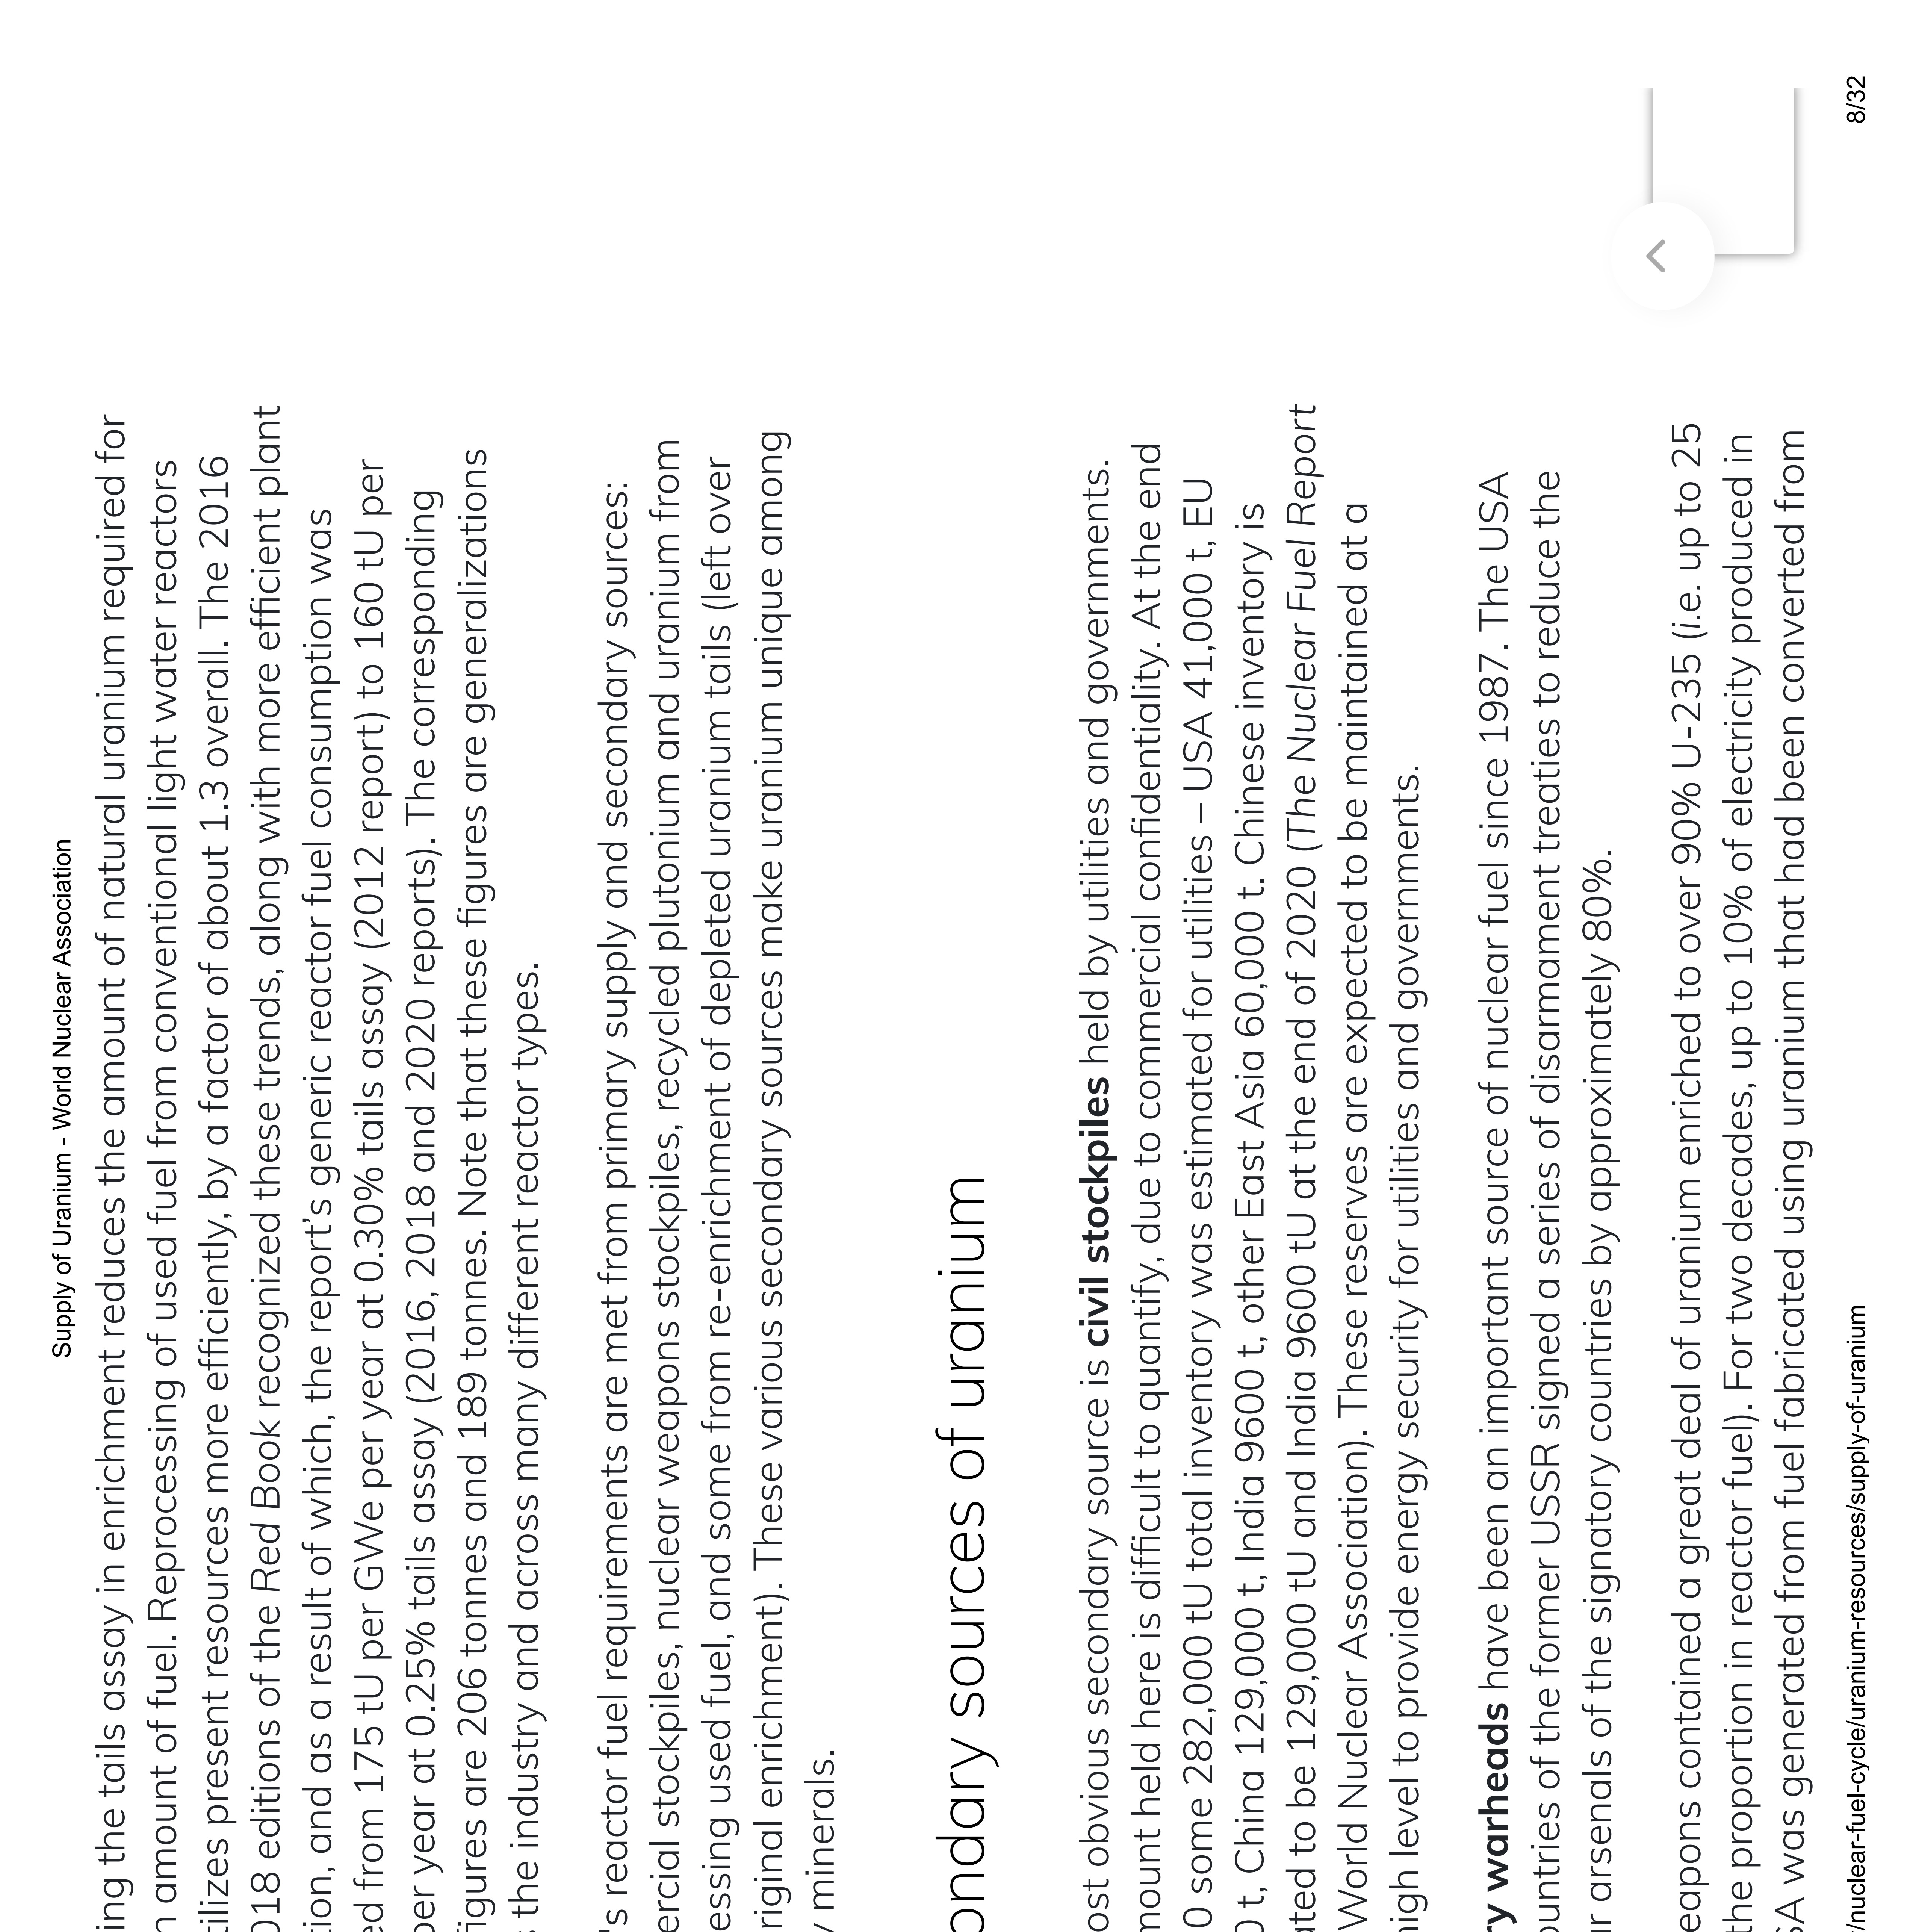 Supply of Uranium - World Nuclear Association
ing the tails assay in enrichment reduces the amount of natural uranium required for
n amount of fuel. Reprocessing of used fuel from conventional light water reactors
tilizes present resources more efficiently, by a factor of about 1.3 overall. The 2016
018 editions of the Red Book recognized these trends, along with more efficient plant
tion, and as a result of which, the report's generic reactor fuel consumption was
ed from 175 tU per GWe per year at 0.30% tails assay (2012 report) to 160 tU per
per year at 0.25% tails assay (2016, 2018 and 2020 reports). The corresponding
figures are 206 tonnes and 189 tonnes. Note that these figures are generalizations
s the industry and across many different reactor types.
's reactor fuel requirements are met from primary supply and secondary sources:
ercial stockpiles, nuclear weapons stockpiles, recycled plutonium and uranium from
essing used fuel, and some from re-enrichment of depleted uranium tails (left over
riginal enrichment). These various secondary sources make uranium unique among
y minerals.
ondary sources of uranium
ost obvious secondary source is civil stockpiles held by utilities and governments.
mount held here is difficult to quantify, due to commercial confidentiality. At the end
0 some 282,000 tU total inventory was estimated for utilities – USA 41,000 t, EU
0 t, China 129,000 t, India 9600 t, other East Asia 60,000 t. Chinese inventory is
ated to be 129,000 tU and India 9600 tU at the end of 2020 (The Nuclear Fuel Report
World Nuclear Association). These reserves are expected to be maintained at a
high level to provide energy security for utilities and governments.
ry warheads have been an important source of nuclear fuel since 1987. The USA
ountries of the former USSR signed a series of disarmament treaties to reduce the
ar arsenals of the signatory countries by approximately 80%.
eapons contained a great deal of uranium enriched to over 90% U-235 (i.e. up to 25
the proportion in reactor fuel). For two decades, up to 10% of electricity produced in
SA was generated from fuel fabricated using uranium that had been converted from
/nuclear-fuel-cycle/uranium-resources/supply-of-uranium
8/32